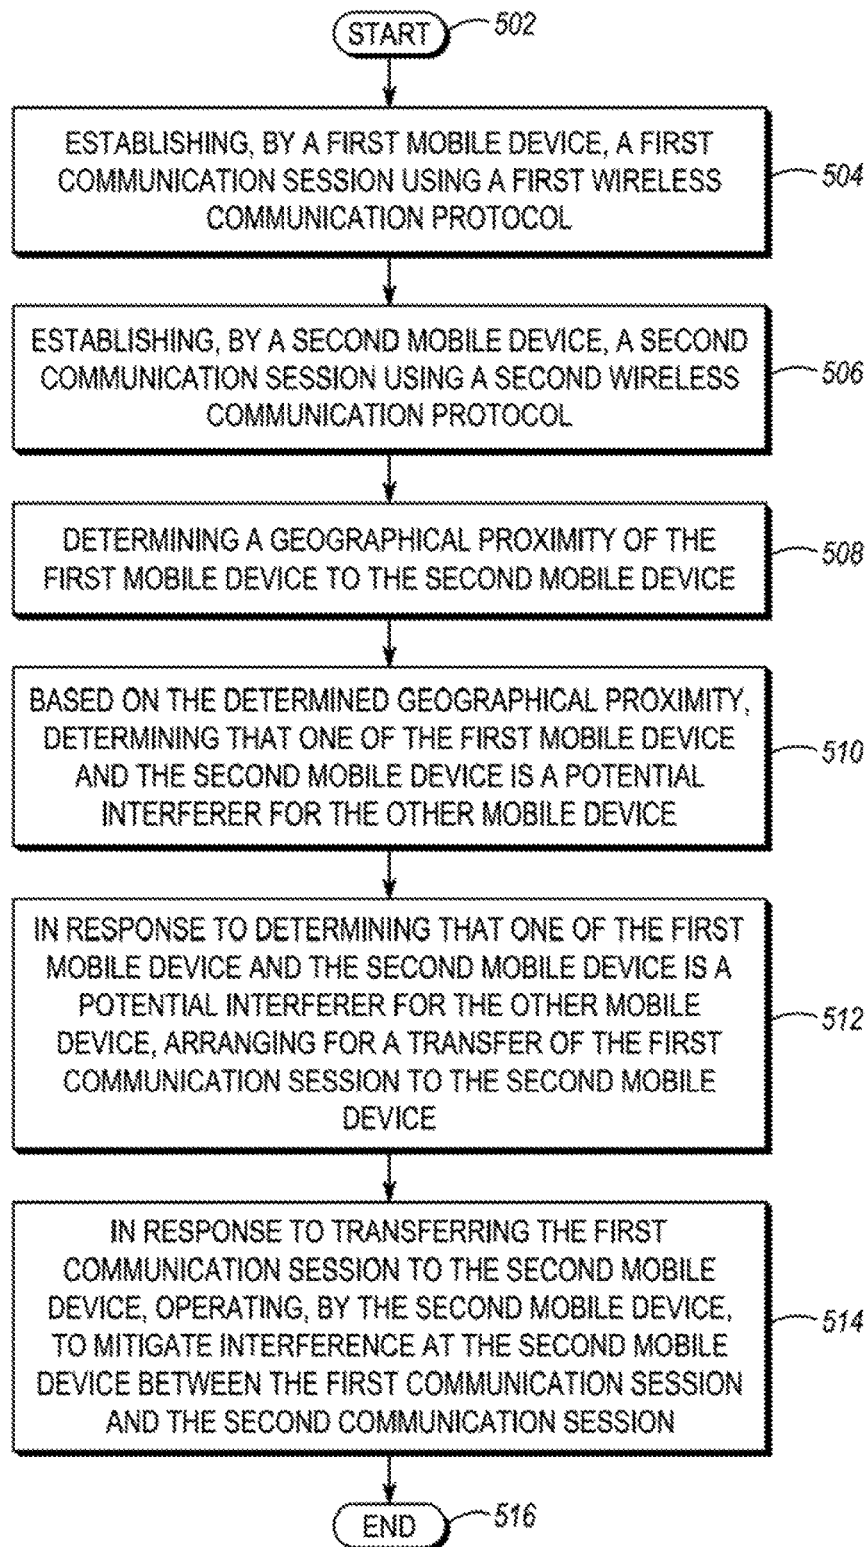 START 502
ESTABLISHING, BY A FIRST MOBILE DEVICE, A FIRST
COMMUNICATION SESSION USING A FIRST WIRELESS
COMMUNICATION PROTOCOL
504
ESTABLISHING, BY A SECOND MOBILE DEVICE, A SECOND
COMMUNICATION SESSION USING A SECOND WIRELESS
COMMUNICATION PROTOCOL
506
DETERMINING A GEOGRAPHICAL PROXIMITY OF THE
FIRST MOBILE DEVICE TO THE SECOND MOBILE DEVICE
508
BASED ON THE DETERMINED GEOGRAPHICAL PROXIMITY,
DETERMINING THAT ONE OF THE FIRST MOBILE DEVICE
AND THE SECOND MOBILE DEVICE IS A POTENTIAL
INTERFERER FOR THE OTHER MOBILE DEVICE
510
IN RESPONSE TO DETERMINING THAT ONE OF THE FIRST
MOBILE DEVICE AND THE SECOND MOBILE DEVICE IS A
POTENTIAL INTERFERER FOR THE OTHER MOBILE
DEVICE, ARRANGING FOR A TRANSFER OF THE FIRST
COMMUNICATION SESSION TO THE SECOND MOBILE
DEVICE
512
IN RESPONSE TO TRANSFERRING THE FIRST
COMMUNICATION SESSION TO THE SECOND MOBILE
DEVICE, OPERATING, BY THE SECOND MOBILE DEVICE,
TO MITIGATE INTERFERENCE AT THE SECOND MOBILE
DEVICE BETWEEN THE FIRST COMMUNICATION SESSION
AND THE SECOND COMMUNICATION SESSION
514
END 516